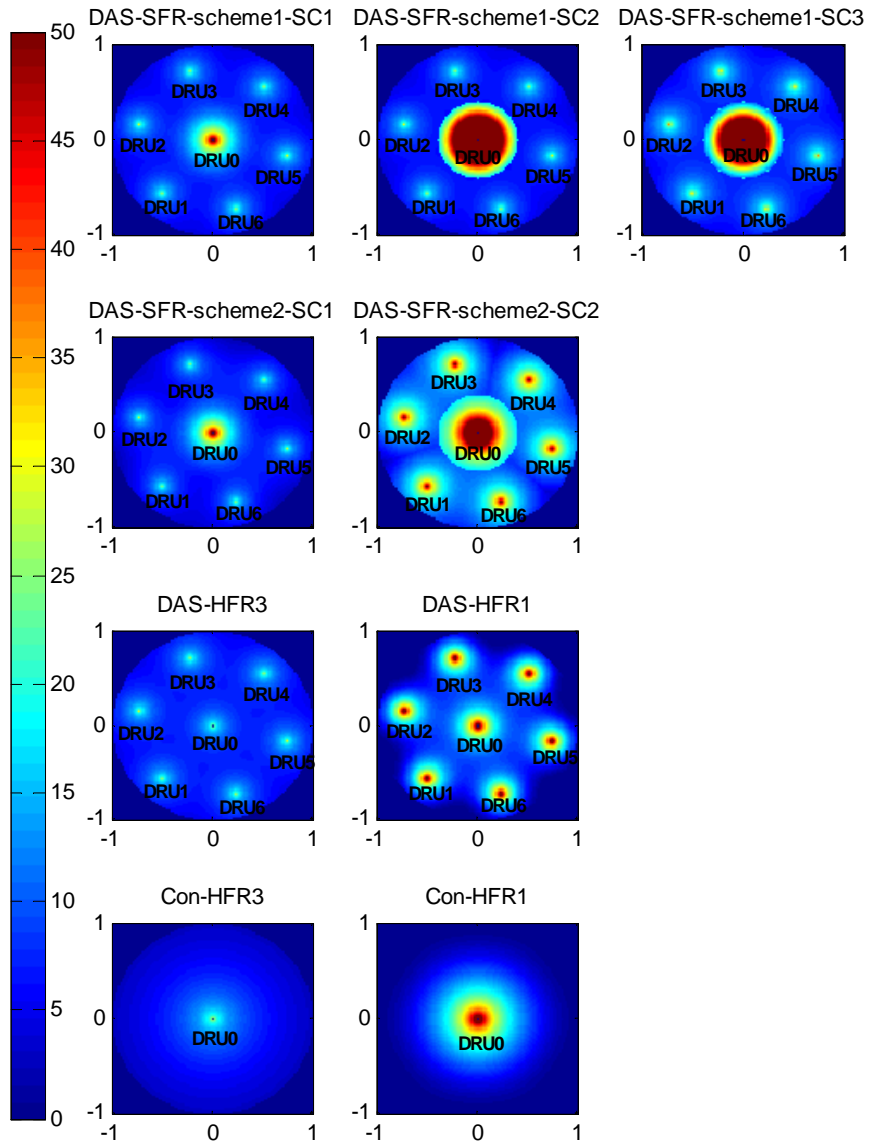 50
45
40
35
30
25
20
15
10
5
0
DAS-SFR-scheme1-SC1
1
0
-1
-1
0
1
DRU3
DRU4
DRU2
DRU0
DRU5
DRU1
DRU6
DAS-SFR-scheme1-SC2
1
0
-1
-1
0
1
DRU3
DRU4
DRU2
DRU0
DRU5
DRU1
DRU6
DAS-SFR-scheme1-SC3
1
0
-1
-1
0
1
DRU3
DRU4
DRU2
DRU0
DRU5
DRU1
DRU6
DAS-SFR-scheme2-SC1
1
0
-1
-1
0
1
DRU3
DRU4
DRU2
DRU0
DRU5
DRU1
DRU6
DAS-SFR-scheme2-SC2
1
0
-1
-1
0
1
DRU3
DRU4
DRU2
DRU0
DRU5
DRU1
DRU6
DAS-HFR3
1
0
-1
-1
0
1
DRU3
DRU4
DRU2
DRU0
DRU5
DRU1
DRU6
DAS-HFR1
1
0
-1
-1
0
1
DRU3
DRU4
DRU2
DRU0
DRU5
DRU1
DRU6
Con-HFR3
1
0
-1
-1
0
1
DRU0
Con-HFR1
1
0
-1
-1
0
1
DRU0